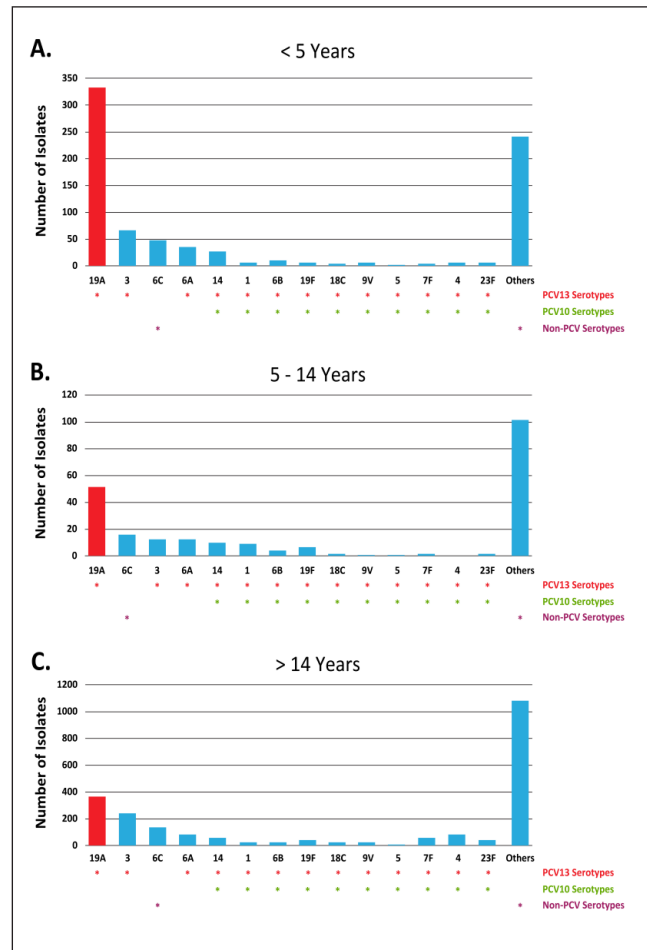 A.
< 5 Years
Number of Isolates
350
300
250
200
150
100
50
0
19A 3 6C 6A 14 1 6B 19F 18C 9V 5 7F 4 23F Others
* * * * * * * * * * * * * PCV13 Serotypes
* * * * * * * * * * PCV10 Serotypes
* * Non-PCV Serotypes
B.
5 - 14 Years
Number of Isolates
120
100
80
60
40
20
0
19A 6C 3 6A 14 1 6B 19F 18C 9V 5 7F 4 23F Others
* * * * * * * * * * * * * PCV13 Serotypes
* * * * * * * * * * PCV10 Serotypes
* * Non-PCV Serotypes
C.
> 14 Years
Number of Isolates
1200
1000
800
600
400
200
0
19A 3 6C 6A 14 1 6B 19F 18C 9V 5 7F 4 23F Others
* * * * * * * * * * * * * PCV13 Serotypes
* * * * * * * * * * PCV10 Serotypes
* * Non-PCV Serotypes